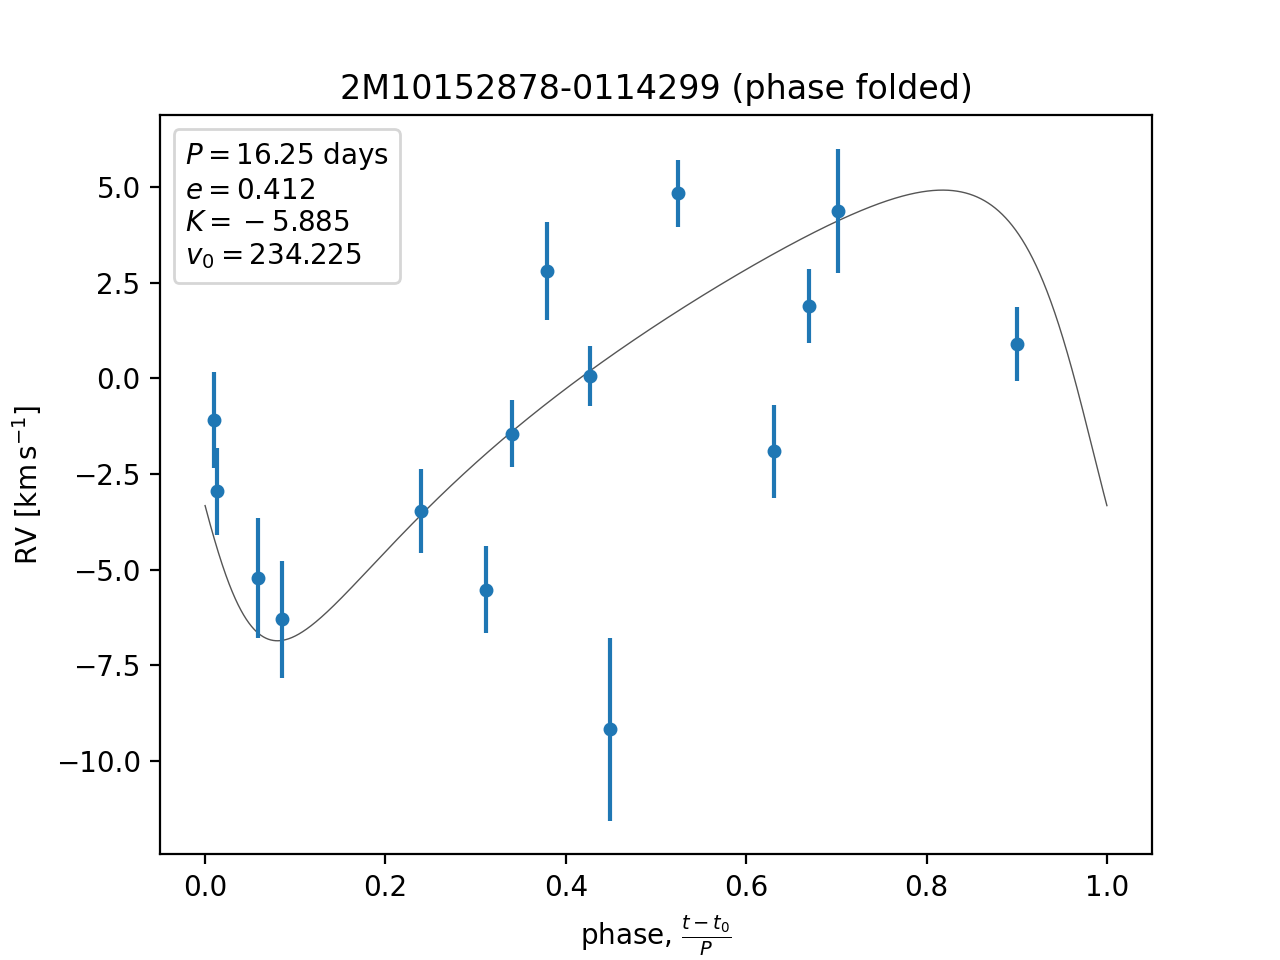 2M10152878-0114299 (phase folded)
P = 16.25 days
e = 0.412
K = −5.885
v₀ = 234.225
RV [km s⁻¹]
5.0
2.5
0.0
−2.5
−5.0
−7.5
−10.0
0.0 0.2 0.4 0.6 0.8 1.0
phase, (t − t₀)/P